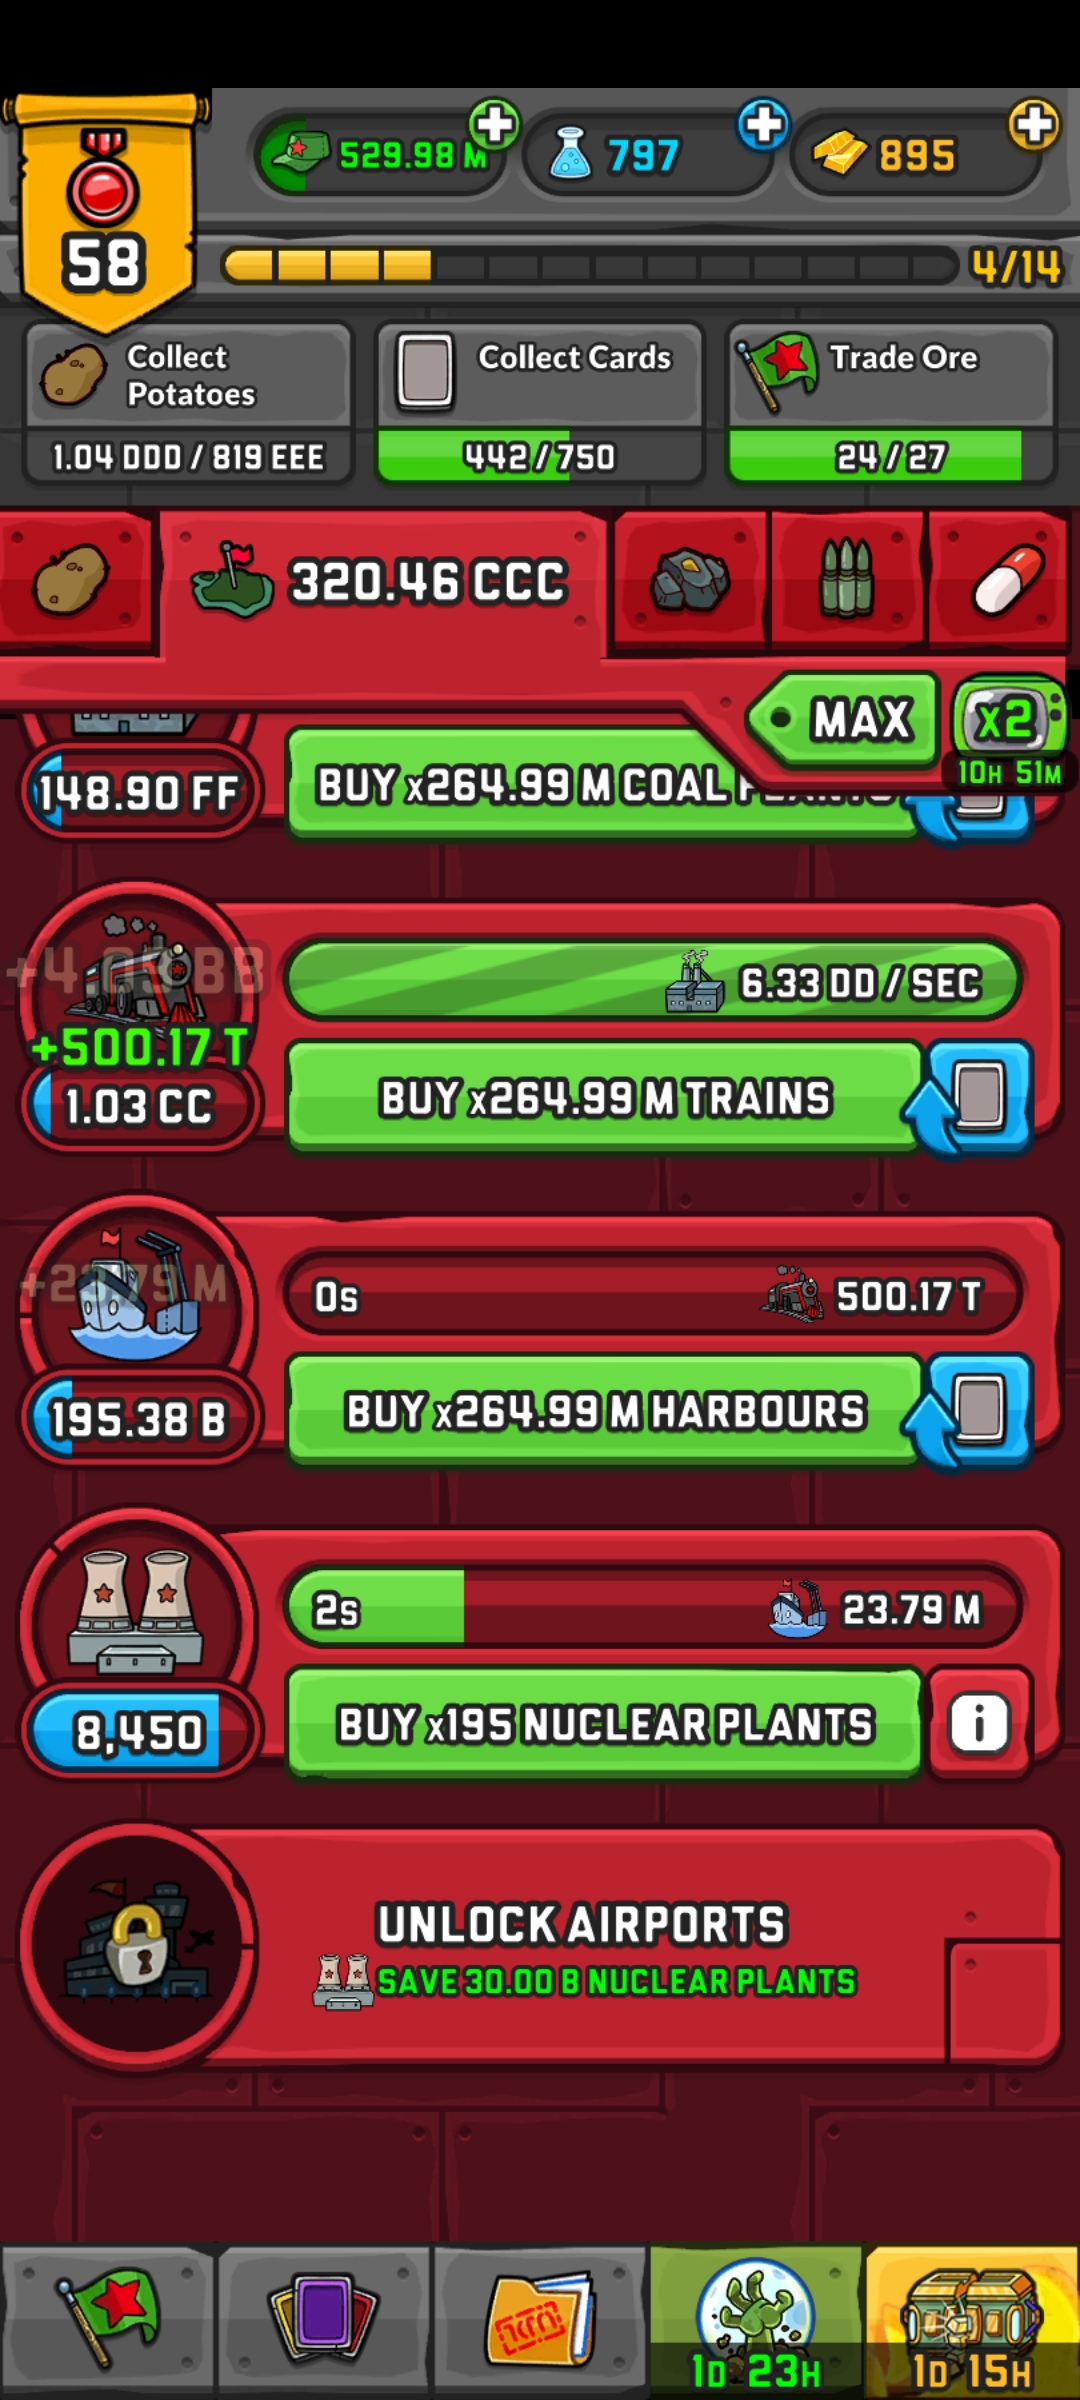 529.98 M
797
895
58
4/14
Collect
Potatoes
Collect Cards
Trade Ore
1.04 DDD / 819 EEE
442/750
24/27
320.46 CCC
MAX
x2
10H 51M
148.90 FF
BUY x264.99 M COAL PLANTS
6.33 DD / SEC
+500.17 T
1.03 CC
BUY x264.99 M TRAINS
+23.79 M
0s
500.17 T
195.38 B
BUY x264.99 M HARBOURS
2s
23.79 M
8,450
BUY x195 NUCLEAR PLANTS
i
UNLOCK AIRPORTS
SAVE 30.00 B NUCLEAR PLANTS
1D 23H
1D 15H